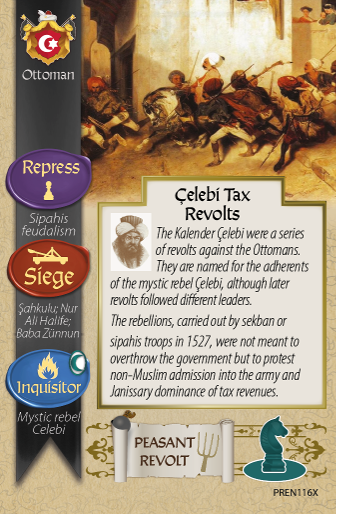 Ottoman
Repress
Sipahis
feudalism
Siege
Şahkulu; Nur
Ali Halife;
Baba Zünnun
Inquisitor
Mystic rebel
Celebi
Çelebi Tax
Revolts
The Kalender Çelebi were a series
of revolts against the Ottomans.
They are named for the adherents
of the mystic rebel Çelebi, although later
revolts followed different leaders.
The rebellions, carried out by sekban or
sipahis troops in 1527, were not meant to
overthrow the government but to protest
non-Muslim admission into the army and
Janissary dominance of tax revenues.
PEASANT
REVOLT
PREN116X